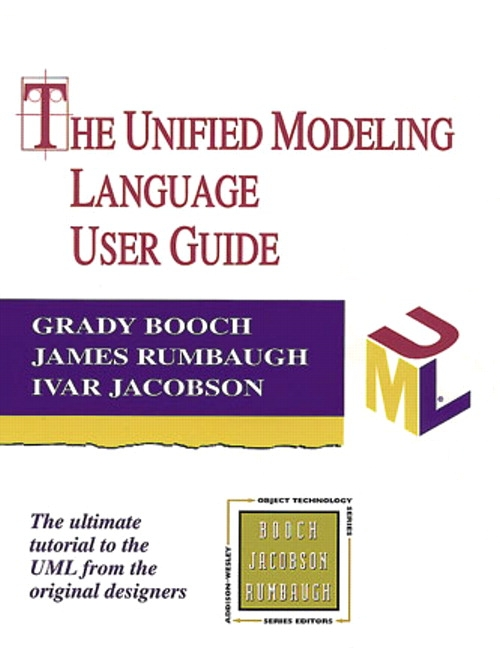 THE UNIFIED MODELING
LANGUAGE
USER GUIDE
GRADY BOOCH
JAMES RUMBAUGH
IVAR JACOBSON
UML®
The ultimate
tutorial to the
UML from the
original designers
OBJECT TECHNOLOGY
SERIES
ADDISON-WESLEY
BOOCH
JACOBSON
RUMBAUGH
SERIES EDITORS